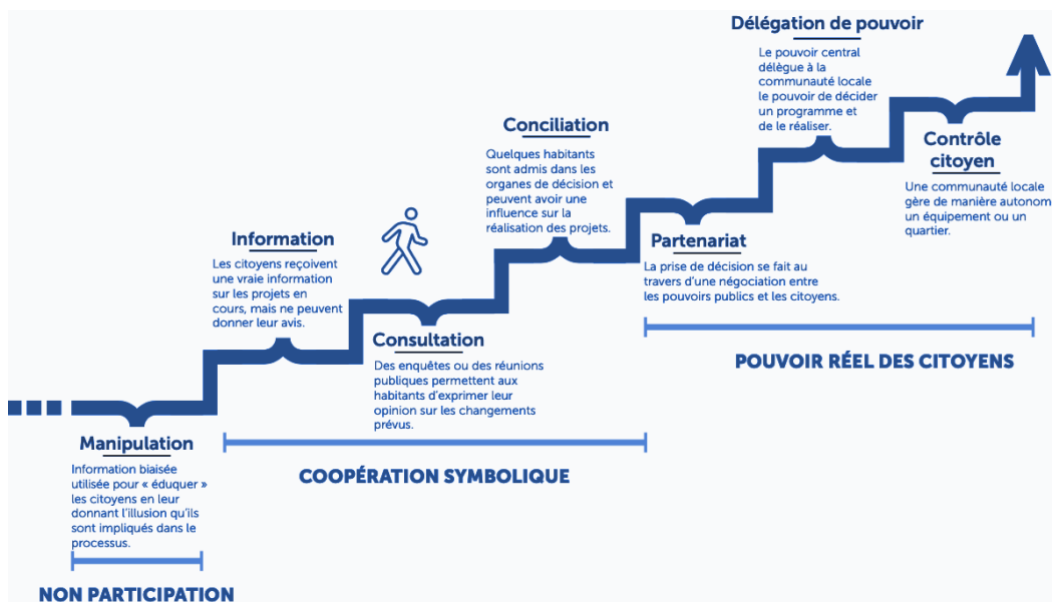 Manipulation
Information biaisée
utilisée pour « éduquer »
les citoyens en leur
donnant l'illusion qu'ils
sont impliqués dans le
processus.
NON PARTICIPATION
Information
Les citoyens reçoivent
une vraie information
sur les projets en
cours, mais ne peuvent
donner leur avis.
Consultation
Des enquêtes ou des réunions
publiques permettent aux
habitants d'exprimer leur
opinion sur les changements
prévus.
Conciliation
Quelques habitants
sont admis dans les
organes de décision et
peuvent avoir une
influence sur la
réalisation des projets.
COOPÉRATION SYMBOLIQUE
Partenariat
La prise de décision se fait au
travers d'une négociation entre
les pouvoirs publics et les citoyens.
Délégation de pouvoir
Le pouvoir central
délègue à la
communauté locale
le pouvoir de décider
un programme et
de le réaliser.
Contrôle
citoyen
Une communauté locale
gère de manière autonom
un équipement ou un
quartier.
POUVOIR RÉEL DES CITOYENS